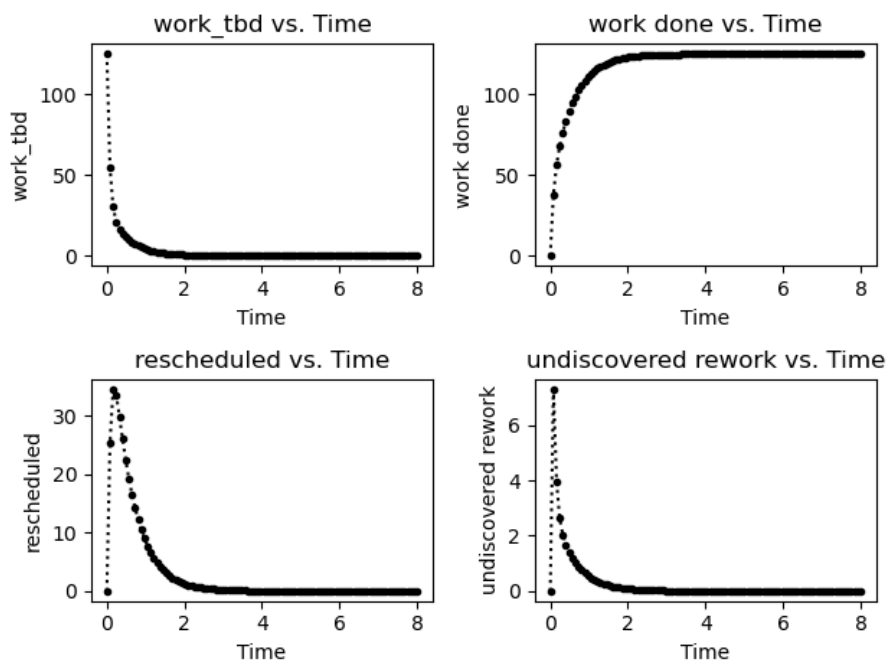 work_tbd vs. Time
work_tbd
100
50
0
0 2 4 6 8
Time
work done vs. Time
work done
100
50
0
0 2 4 6 8
Time
rescheduled vs. Time
rescheduled
30
20
10
0
0 2 4 6 8
Time
undiscovered rework vs. Time
undiscovered rework
6
4
2
0
0 2 4 6 8
Time